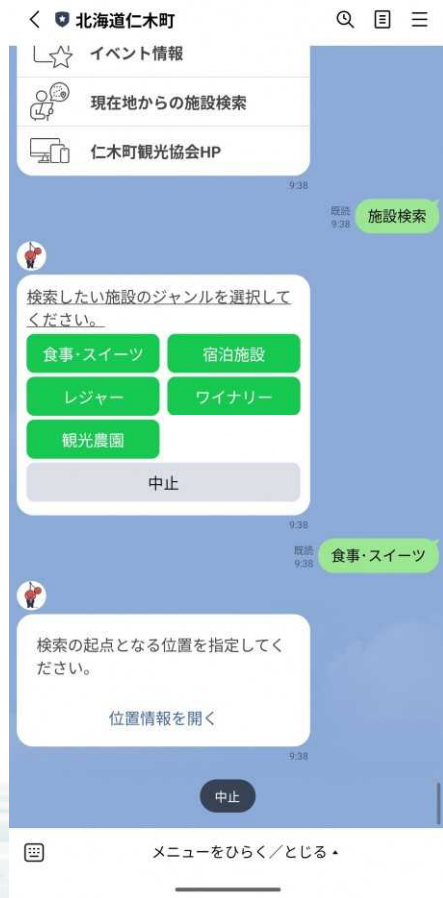 北海道仁木町
イベント情報
現在地からの施設検索
仁木町観光協会HP
9:38
既読
9:38
施設検索
検索したい施設のジャンルを選択して
ください。
食事・スイーツ
宿泊施設
レジャー
ワイナリー
観光農園
中止
9:38
既読
9:38
食事・スイーツ
検索の起点となる位置を指定してく
ださい。
位置情報を開く
9:38
中止
メニューをひらく／とじる